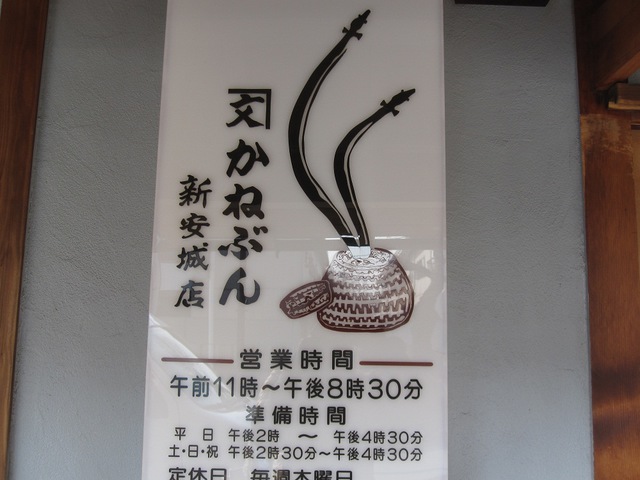 文
かねぶん
新安城店
営業時間
午前11時～午後8時30分
準備時間
平日 午後2時 ～ 午後4時30分
土・日・祝 午後2時30分～午後4時30分
定休日 毎週木曜日